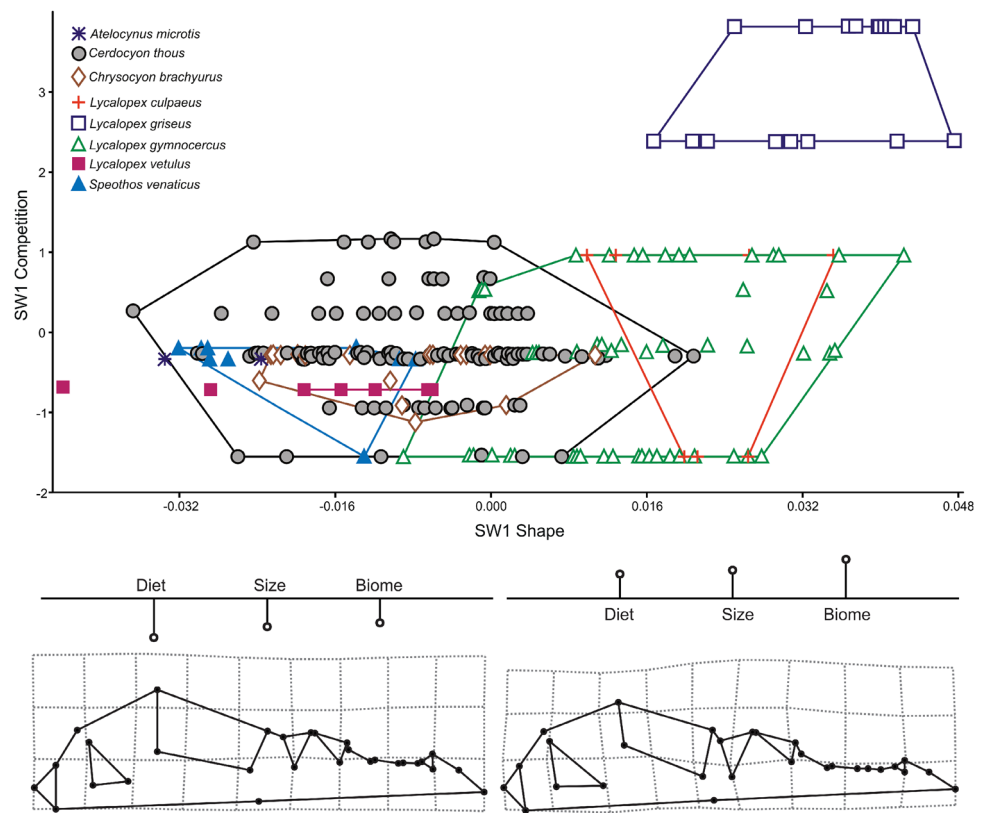 Atelocynus microtis
Cerdocyon thous
Chrysocyon brachyurus
Lycalopex culpaeus
Lycalopex griseus
Lycalopex gymnocercus
Lycalopex vetulus
Speothos venaticus
SW1 Competition
3
2
1
0
-1
-2
-0.032 -0.016 0.000 0.016 0.032 0.048
SW1 Shape
Diet Size Biome
Diet Size Biome